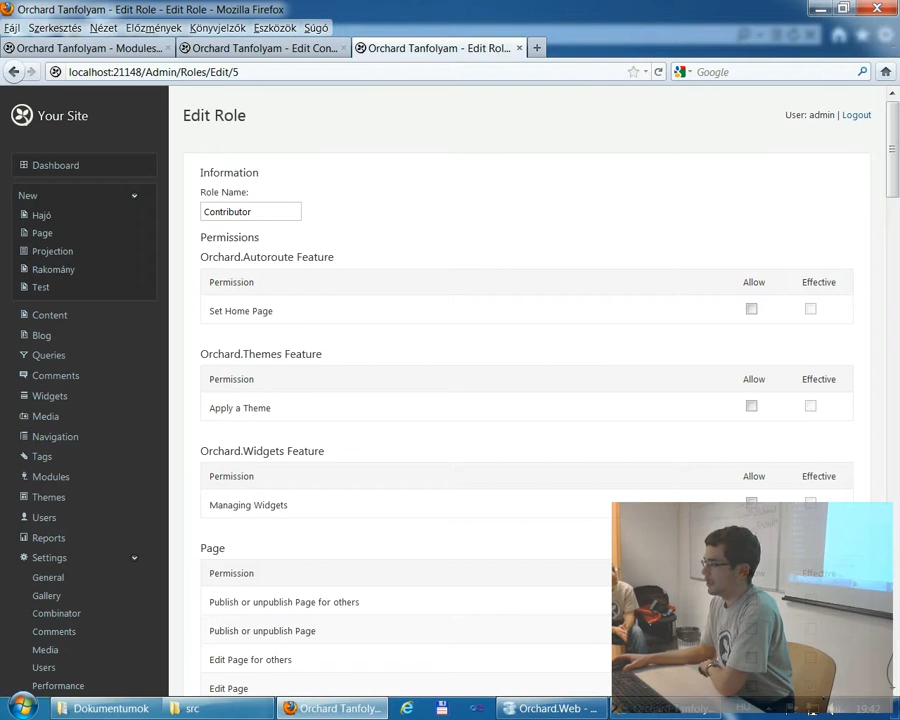 Orchard Tanfolyam - Edit Role - Edit Role - Mozilla Firefox
Fájl Szerkesztés Nézet Előzmények Könyvjelzők Eszközök Súgó
Orchard Tanfolyam - Modules...
Orchard Tanfolyam - Edit Con...
Orchard Tanfolyam - Edit Rol...
localhost:21148/Admin/Roles/Edit/5
Google
Your Site
Edit Role
User: admin | Logout
Dashboard
New
Hajó
Page
Projection
Rakomány
Test
Content
Blog
Queries
Comments
Widgets
Media
Navigation
Tags
Modules
Themes
Users
Reports
Settings
General
Gallery
Combinator
Comments
Media
Users
Performance
Information
Role Name:
Contributor
Permissions
Orchard.Autoroute Feature
Permission Allow Effective
Set Home Page
Orchard.Themes Feature
Permission Allow Effective
Apply a Theme
Orchard.Widgets Feature
Permission Allow Effective
Managing Widgets
Page
Permission Effective
Publish or unpublish Page for others
Publish or unpublish Page
Edit Page for others
Edit Page
Dokumentumok
src
Orchard Tanfoly...
Orchard.Web - ...
HU
19:42